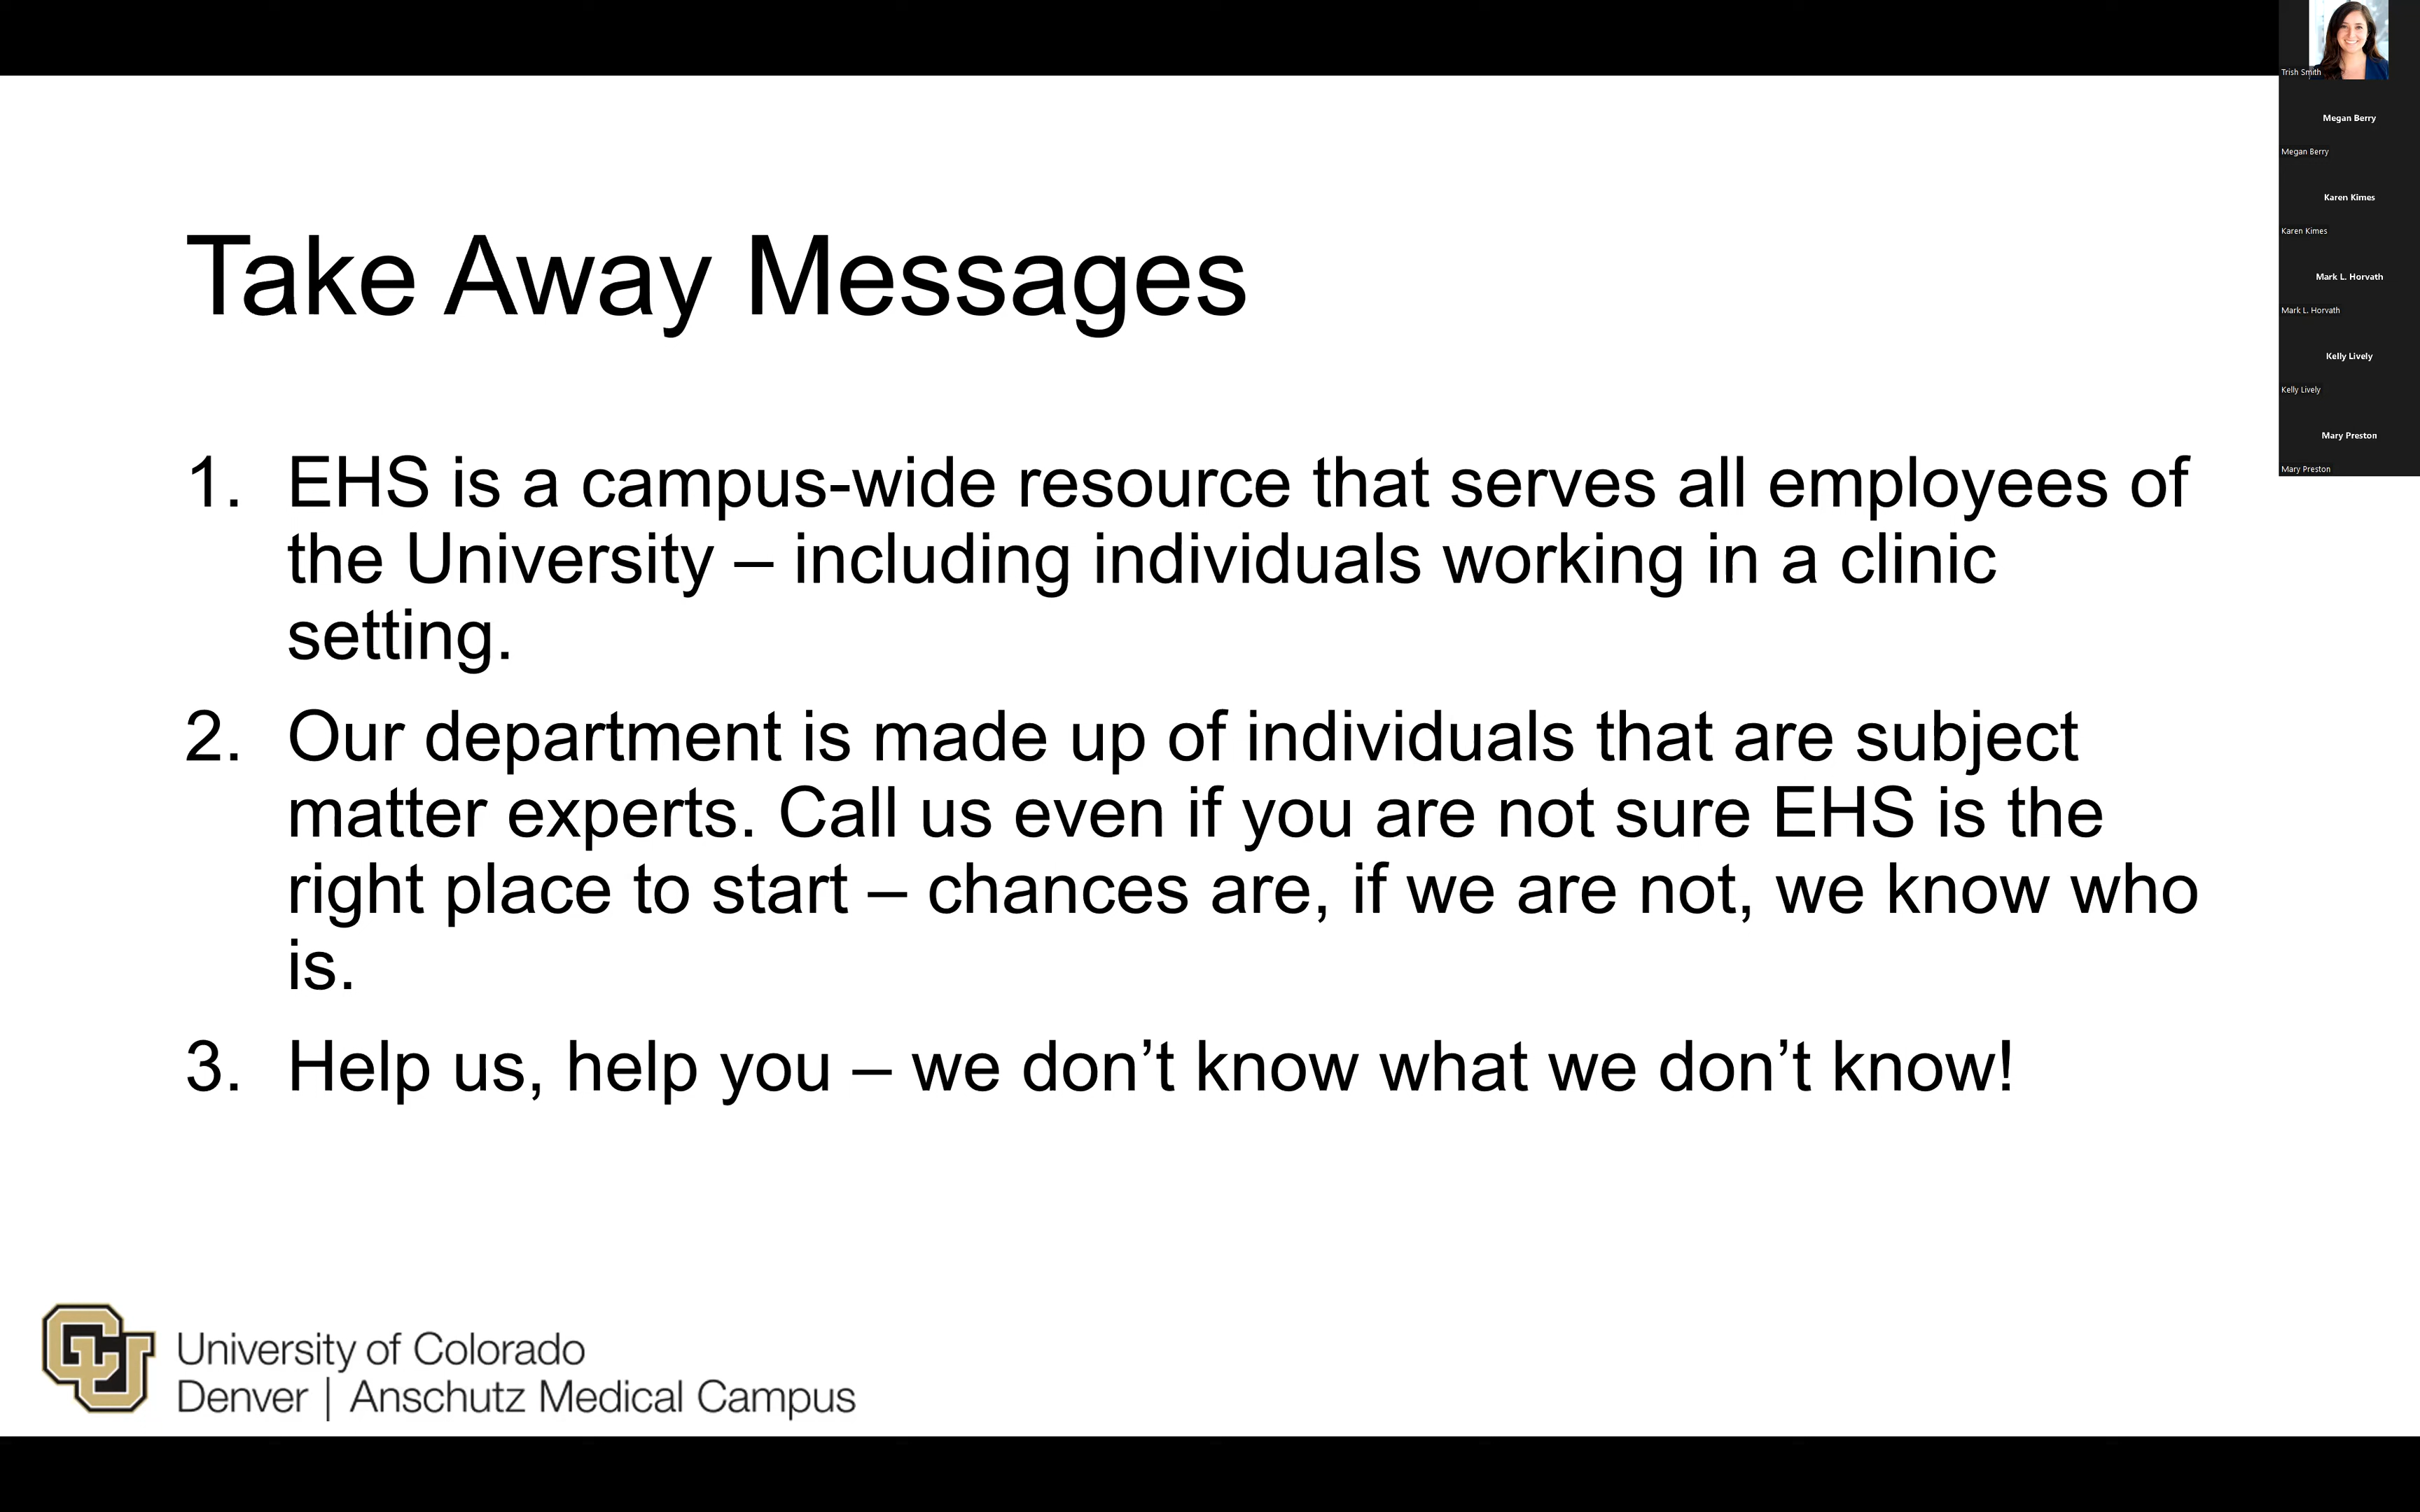 Take Away Messages
1. EHS is a campus-wide resource that serves all employees of
the University – including individuals working in a clinic
setting.
2. Our department is made up of individuals that are subject
matter experts. Call us even if you are not sure EHS is the
right place to start – chances are, if we are not, we know who
is.
3. Help us, help you – we don’t know what we don’t know!
CU
University of Colorado
Denver | Anschutz Medical Campus
Trish Smith
Megan Berry
Megan Berry
Karen Kimes
Karen Kimes
Mark L. Horvath
Mark L. Horvath
Kelly Lively
Kelly Lively
Mary Preston
Mary Preston